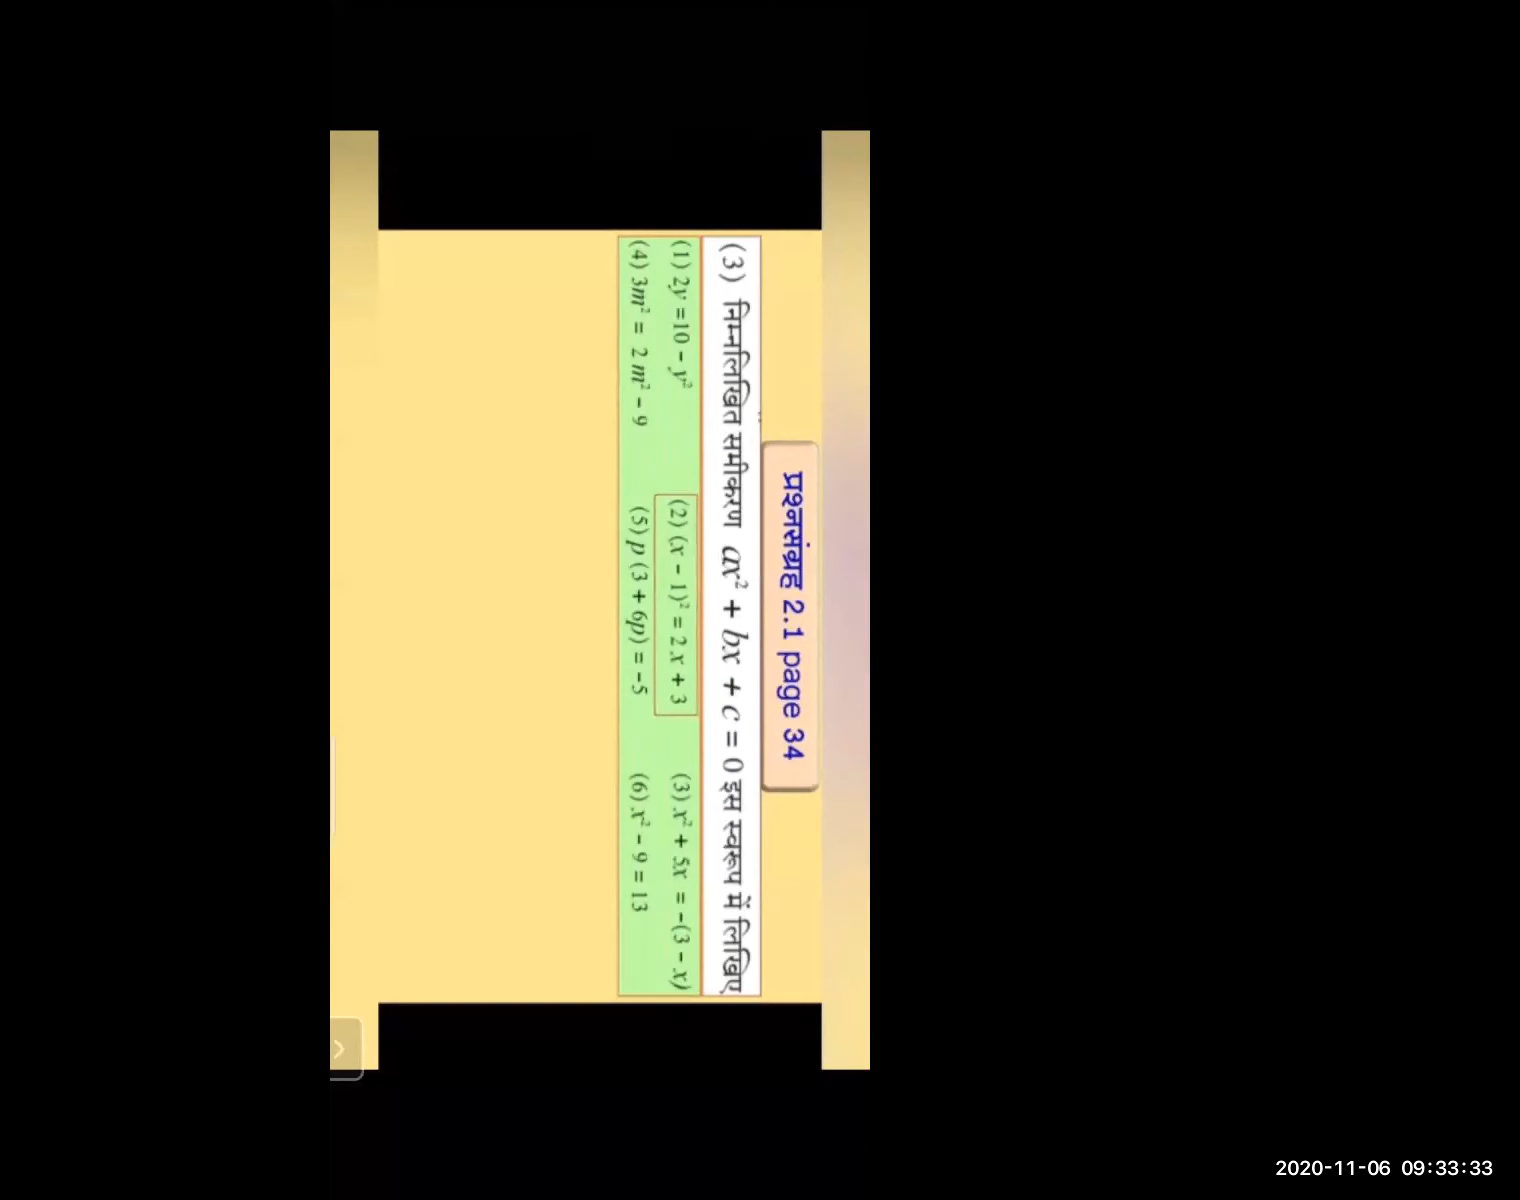 प्रश्नसंग्रह 2.1 page 34
(3) निम्नलिखित समीकरण ax² + bx + c = 0 इस स्वरूप में लिखिए
(1) 2y =10 – y² (2) (x – 1)² = 2x + 3 (3) x² + 5x = –(3 – x)
(4) 3m² = 2m² – 9 (5) p (3 + 6p) = –5 (6) x² – 9 = 13
2020-11-06 09:33:33